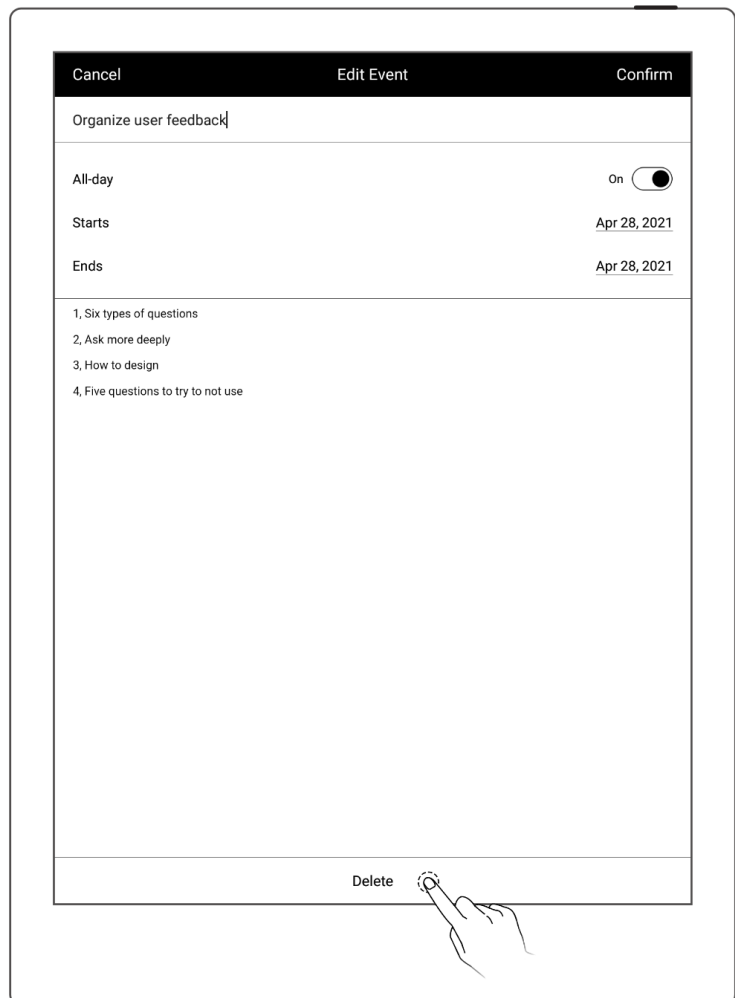 Cancel Edit Event Confirm
Organize user feedback
All-day On
Starts Apr 28, 2021
Ends Apr 28, 2021
1, Six types of questions
2, Ask more deeply
3, How to design
4, Five questions to try to not use
Delete